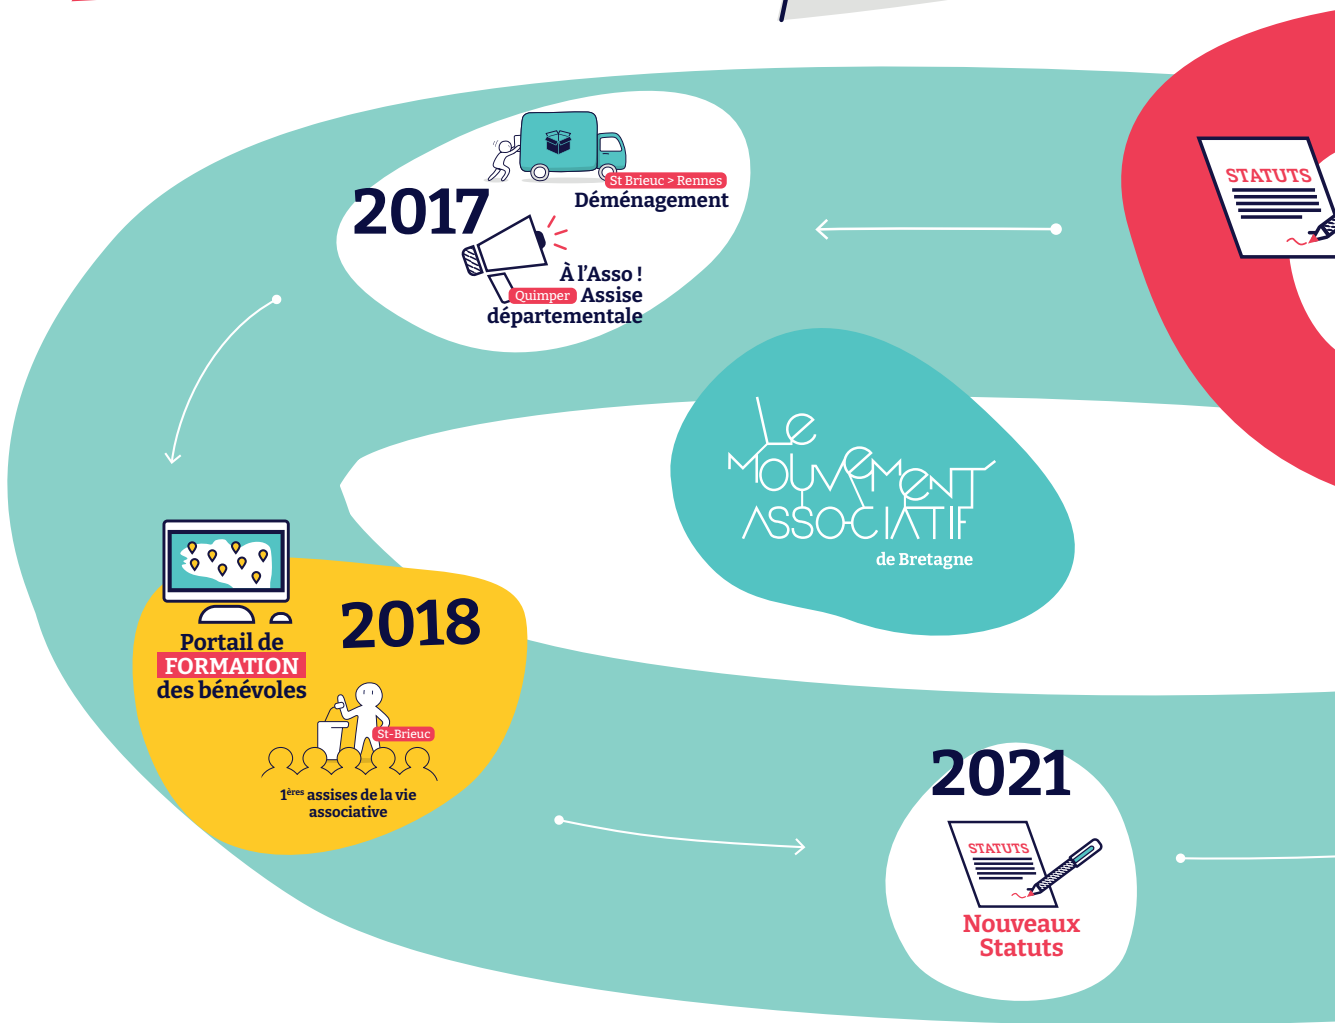 2017
St Brieuc > Rennes
Déménagement
À l'Asso !
Quimper Assise
départementale
STATUTS
Le
Mouvement
Associatif
de Bretagne
Portail de
FORMATION
des bénévoles
2018
St-Brieuc
1ères assises de la vie
associative
2021
STATUTS
Nouveaux
Statuts